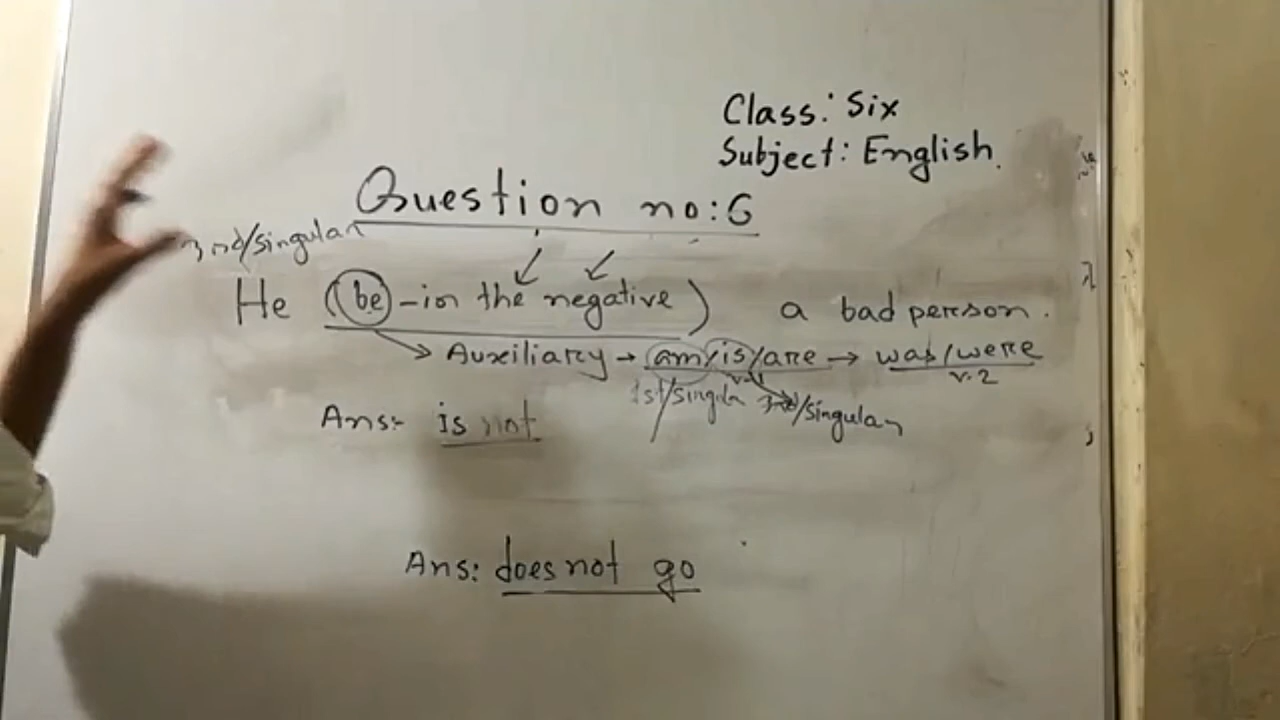 Class: Six
Subject: English.
Question no: 6
3rd/singular
He (be - in the negative) a bad person.
Auxiliary → am/is/are → was/were
v.1 v.2
1st/singula 3rd/singular
Ans:- is not
Ans: does not go